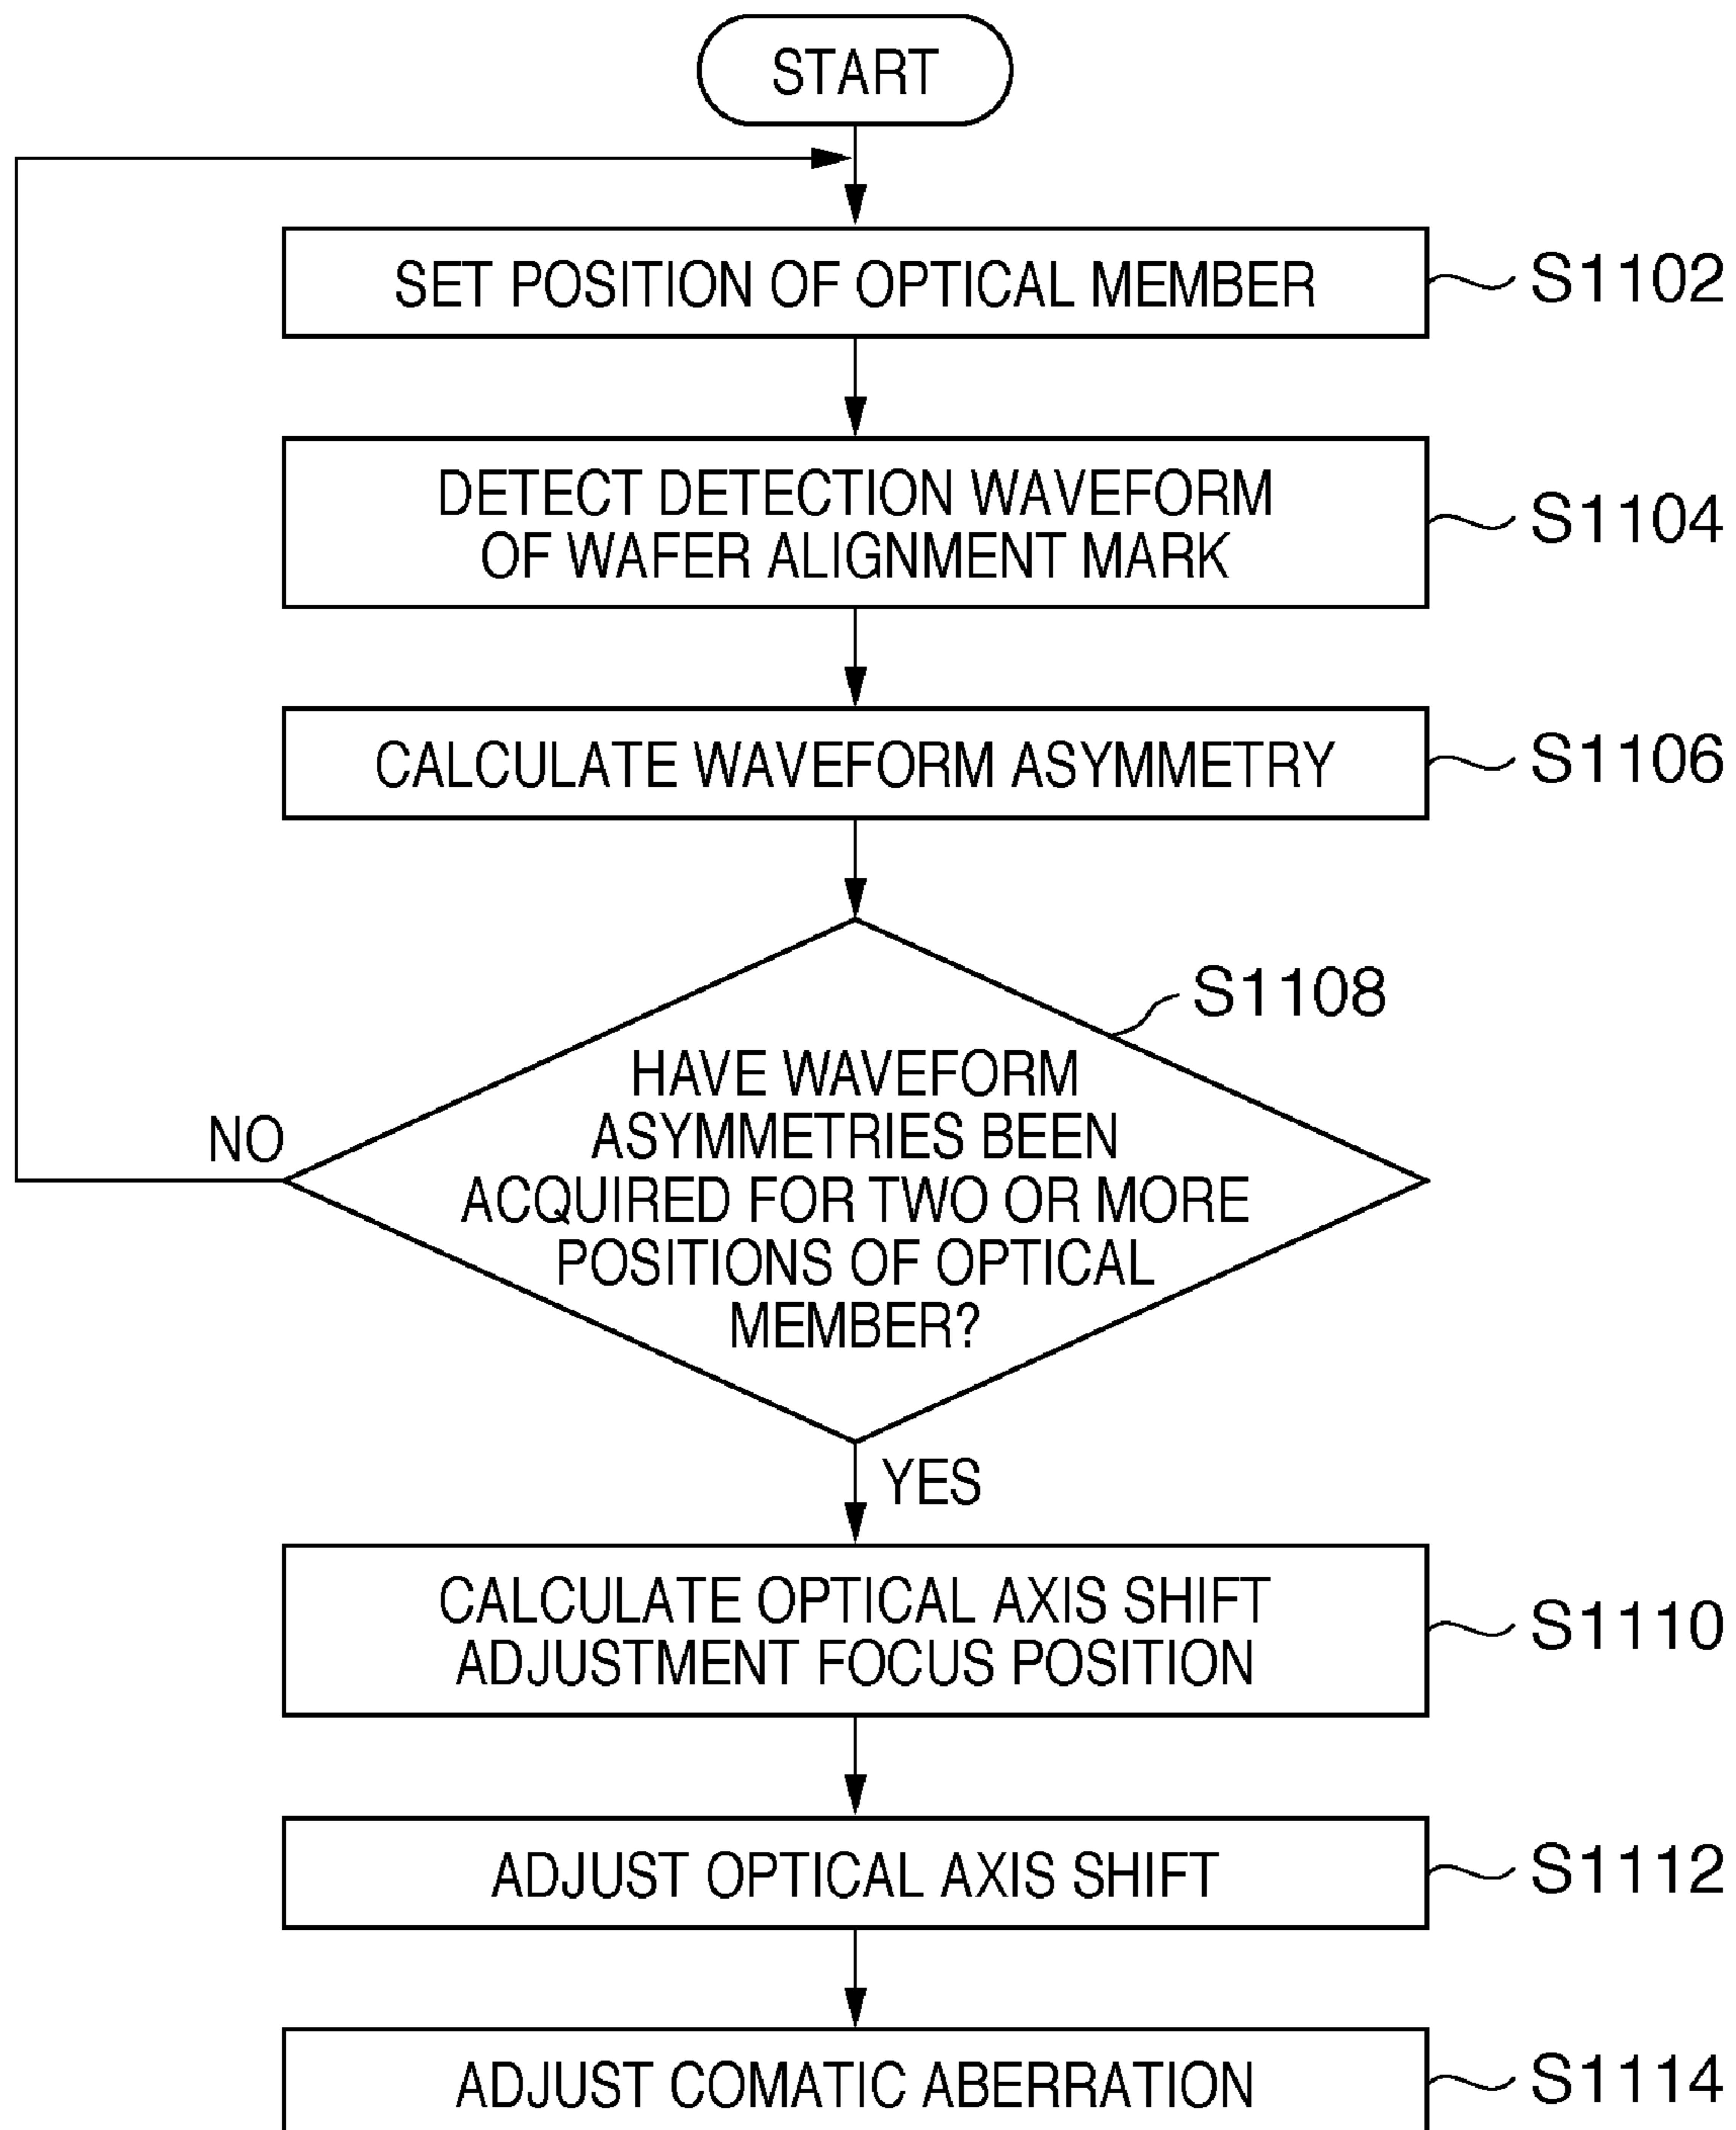 START
SET POSITION OF OPTICAL MEMBER
S1102
DETECT DETECTION WAVEFORM
OF WAFER ALIGNMENT MARK
S1104
CALCULATE WAVEFORM ASYMMETRY
S1106
S1108
HAVE WAVEFORM
ASYMMETRIES BEEN
ACQUIRED FOR TWO OR MORE
POSITIONS OF OPTICAL
MEMBER?
NO
YES
CALCULATE OPTICAL AXIS SHIFT
ADJUSTMENT FOCUS POSITION
S1110
ADJUST OPTICAL AXIS SHIFT
S1112
ADJUST COMATIC ABERRATION
S1114